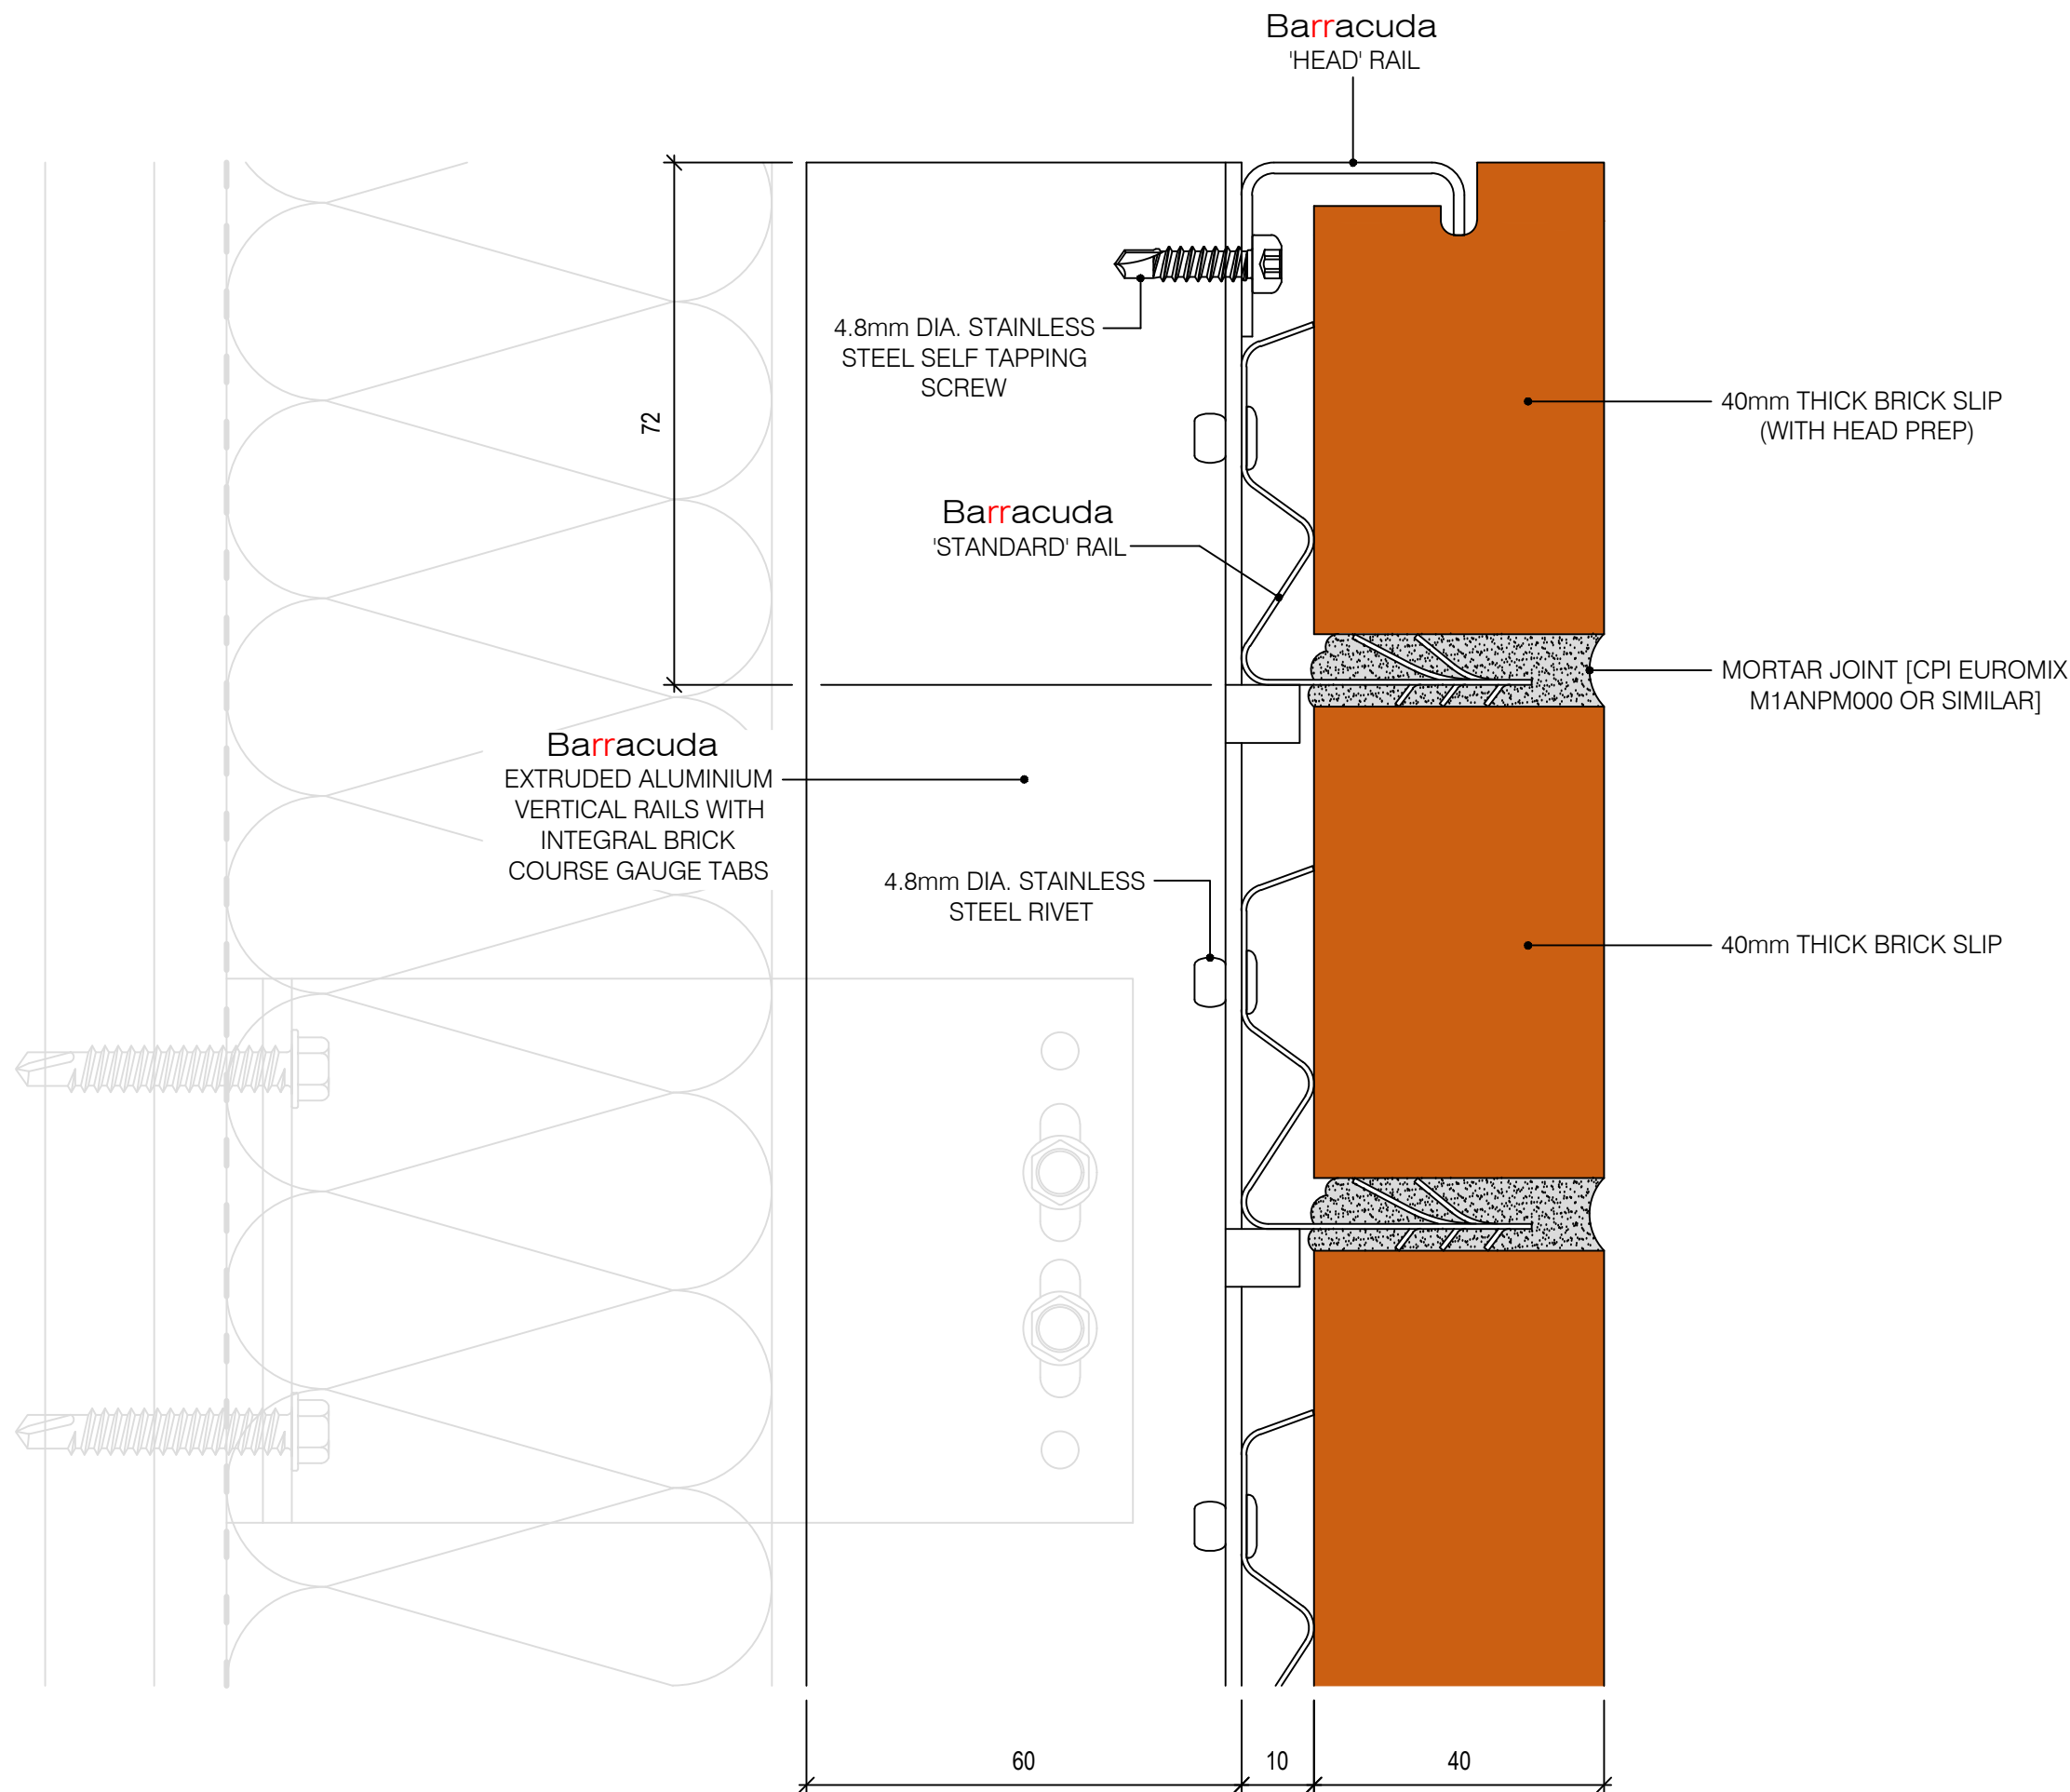 Barracuda
'HEAD' RAIL
4.8mm DIA. STAINLESS
STEEL SELF TAPPING
SCREW
72
40mm THICK BRICK SLIP
(WITH HEAD PREP)
Barracuda
'STANDARD' RAIL
MORTAR JOINT [CPI EUROMIX
M1ANPM000 OR SIMILAR]
Barracuda
EXTRUDED ALUMINIUM
VERTICAL RAILS WITH
INTEGRAL BRICK
COURSE GAUGE TABS
4.8mm DIA. STAINLESS
STEEL RIVET
40mm THICK BRICK SLIP
60
10
40